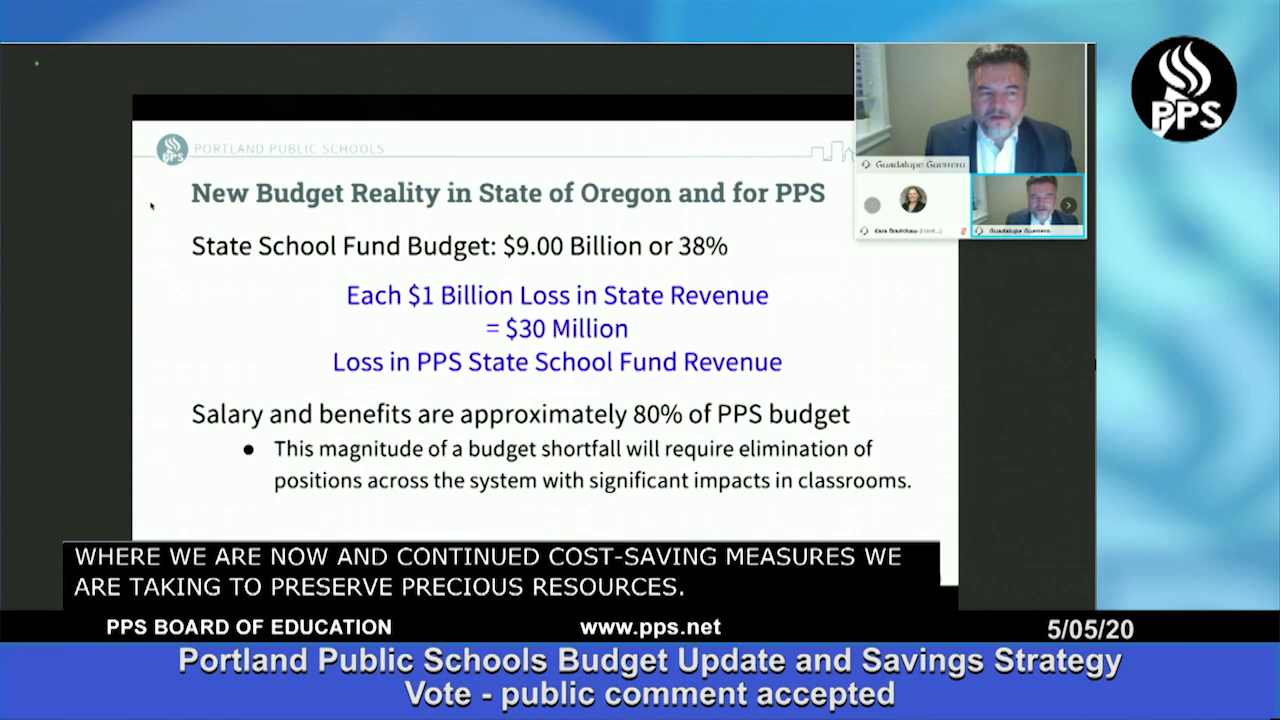 PPS
PORTLAND PUBLIC SCHOOLS
PPS
New Budget Reality in State of Oregon and for PPS
State School Fund Budget: $9.00 Billion or 38%
Each $1 Billion Loss in State Revenue
= $30 Million
Loss in PPS State School Fund Revenue
Salary and benefits are approximately 80% of PPS budget
● This magnitude of a budget shortfall will require elimination of
positions across the system with significant impacts in classrooms.
Guadalupe Guerrero
Guadalupe Guerrero
WHERE WE ARE NOW AND CONTINUED COST-SAVING MEASURES WE
ARE TAKING TO PRESERVE PRECIOUS RESOURCES.
PPS BOARD OF EDUCATION
www.pps.net
5/05/20
Portland Public Schools Budget Update and Savings Strategy
Vote - public comment accepted